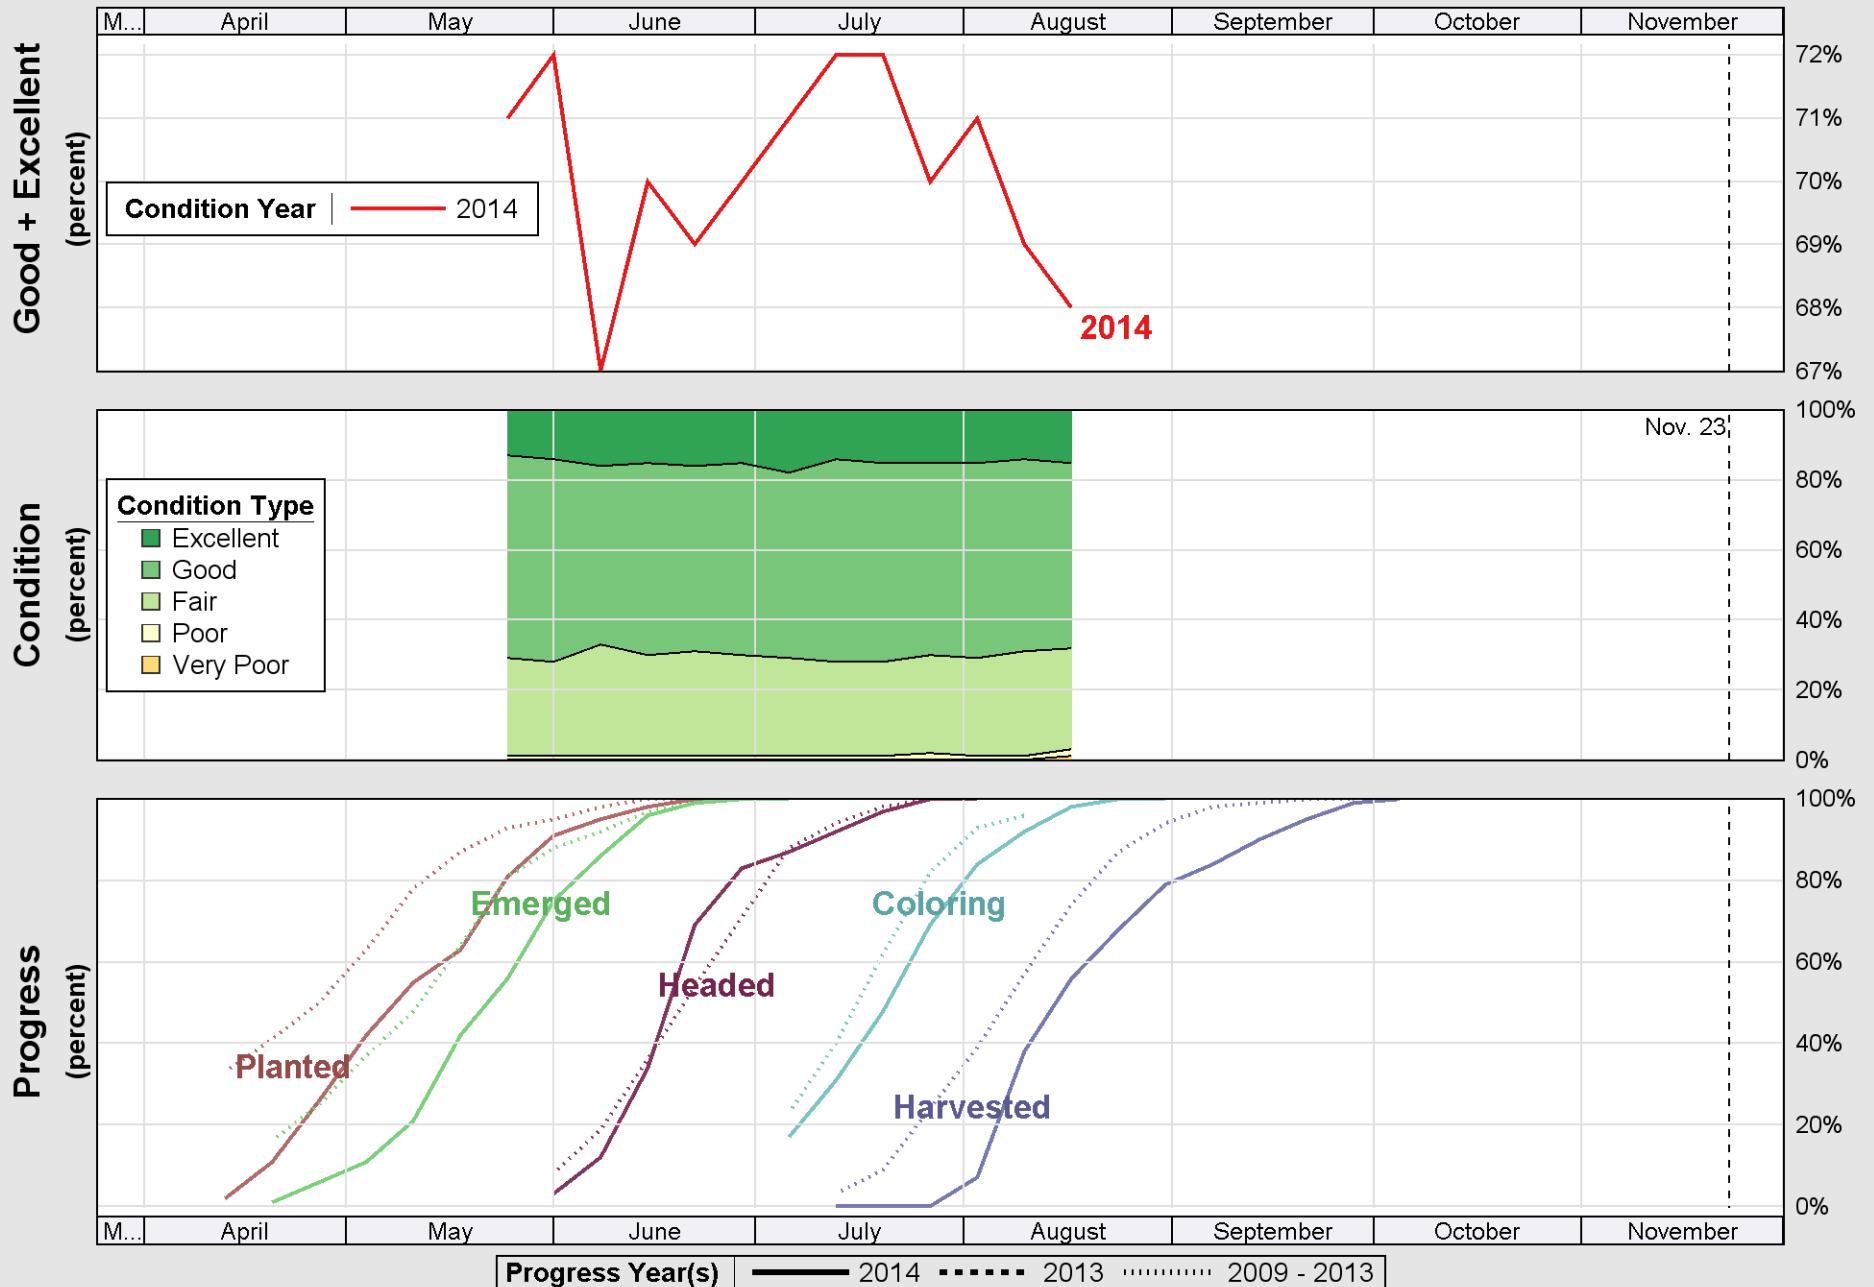 M... April May June July August September October November
Good + Excellent
(percent)
72%
71%
70%
69%
68%
67%
Condition Year 2014
2014
Condition
(percent)
100%
80%
60%
40%
20%
0%
Nov. 23
Condition Type
Excellent
Good
Fair
Poor
Very Poor
Progress
(percent)
100%
80%
60%
40%
20%
0%
Emerged
Coloring
Headed
Planted
Harvested
M... April May June July August September October November
Progress Year(s) 2014 2013 2009 - 2013